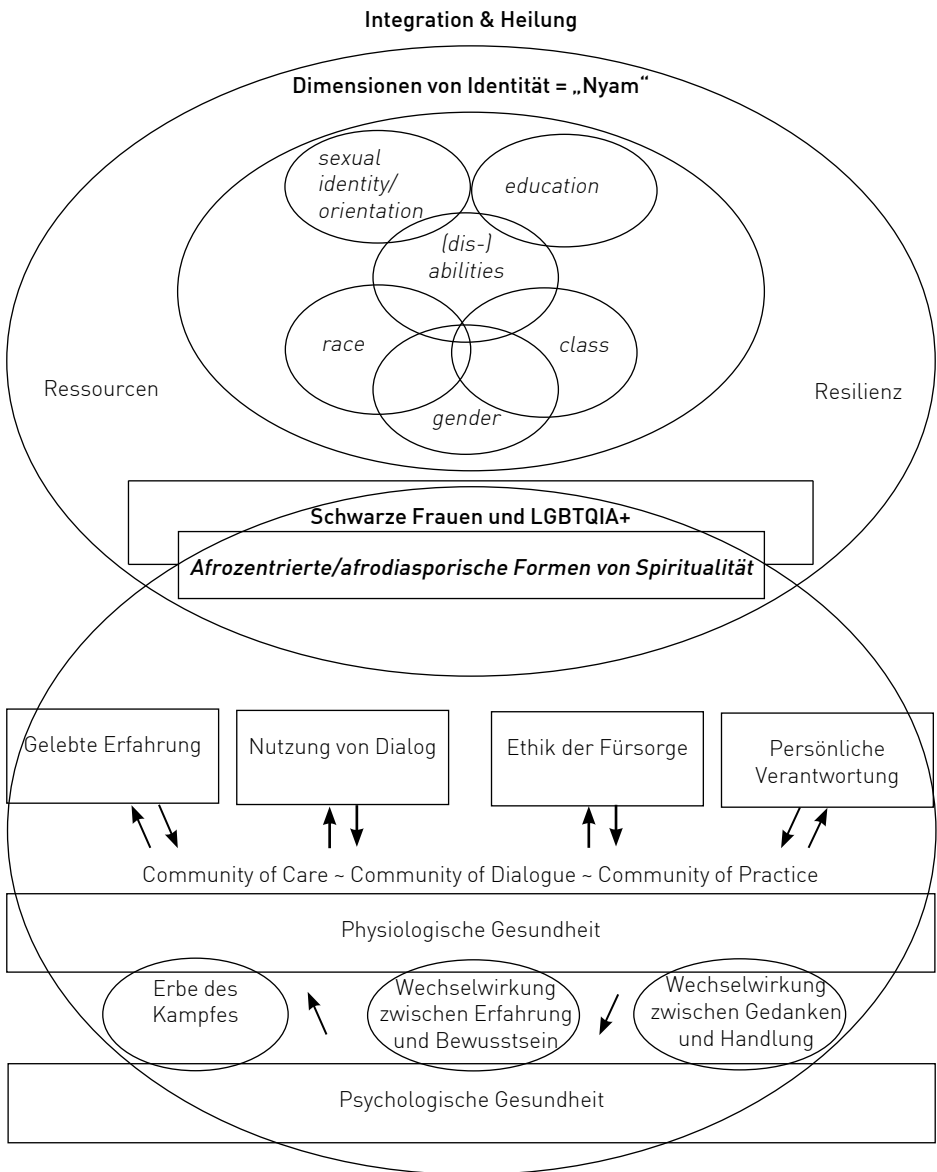 Integration & Heilung
Dimensionen von Identität = „Nyam“
sexual
identity/
orientation
education
(dis-)
abilities
race
class
gender
Ressourcen
Resilienz
Schwarze Frauen und LGBTQIA+
Afrozentrierte/afrodiasporische Formen von Spiritualität
Gelebte Erfahrung
Nutzung von Dialog
Ethik der Fürsorge
Persönliche
Verantwortung
Community of Care ~ Community of Dialogue ~ Community of Practice
Physiologische Gesundheit
Erbe des
Kampfes
Wechselwirkung
zwischen Erfahrung
und Bewusstsein
Wechselwirkung
zwischen Gedanken
und Handlung
Psychologische Gesundheit